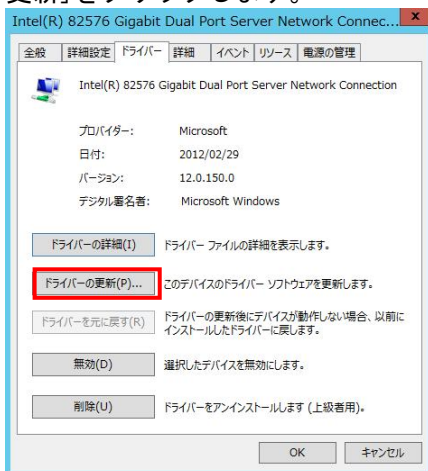 更新」をクリックします。
Intel(R) 82576 Gigabit Dual Port Server Network Connec...
全般 詳細設定 ドライバー 詳細 イベント リソース 電源の管理
Intel(R) 82576 Gigabit Dual Port Server Network Connection
プロバイダー: Microsoft
日付: 2012/02/29
バージョン: 12.0.150.0
デジタル署名者: Microsoft Windows
ドライバーの詳細(I) ドライバー ファイルの詳細を表示します。
ドライバーの更新(P)... このデバイスのドライバー ソフトウェアを更新します。
ドライバーを元に戻す(R) ドライバーの更新後にデバイスが動作しない場合、以前に
インストールしたドライバーに戻します。
無効(D) 選択したデバイスを無効にします。
削除(U) ドライバーをアンインストールします (上級者用)。
OK キャンセル